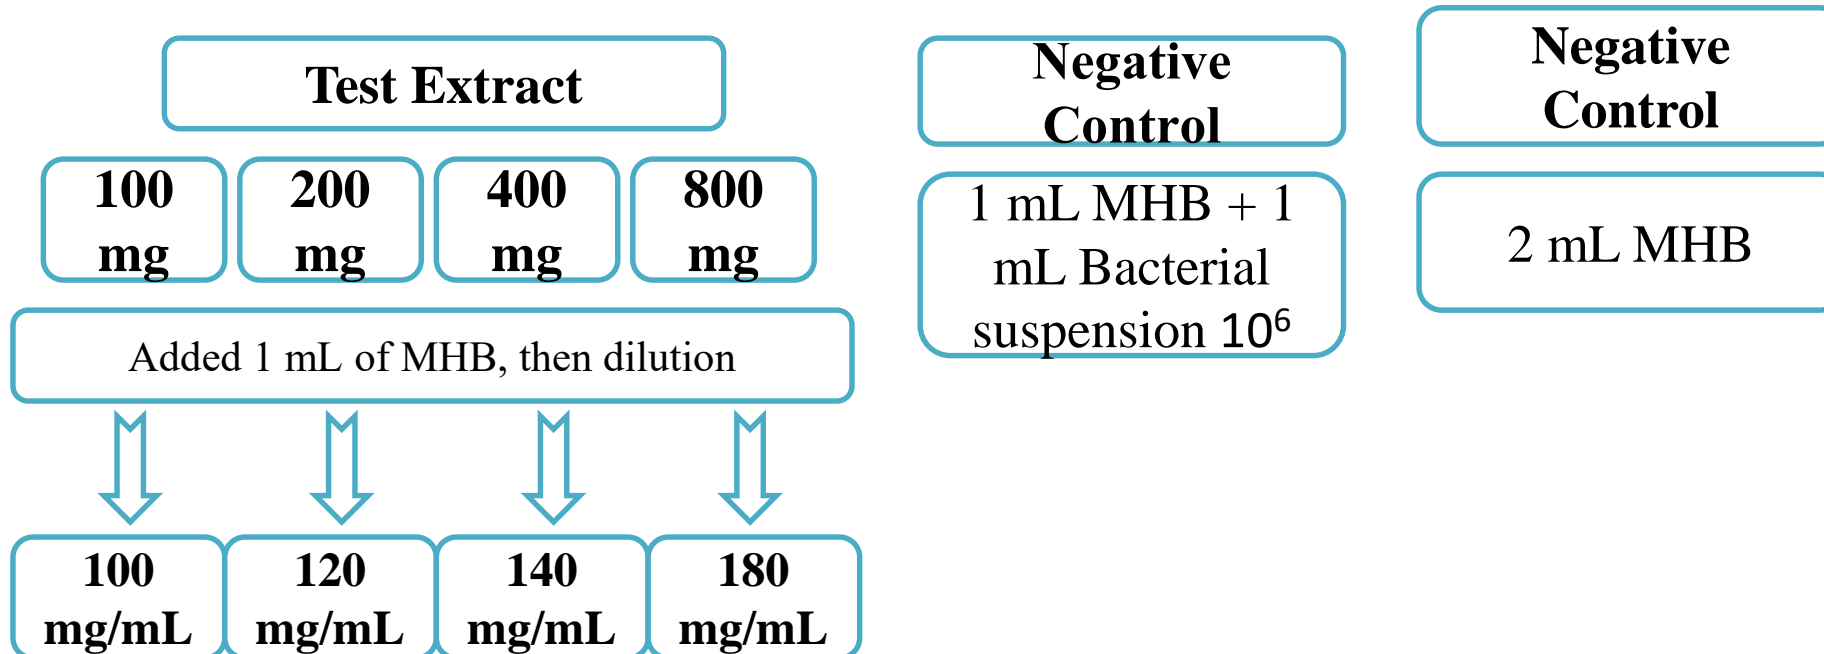 Test Extract
100
mg
200
mg
400
mg
800
mg
Added 1 mL of MHB, then dilution
100
mg/mL
120
mg/mL
140
mg/mL
180
mg/mL
Negative
Control
1 mL MHB + 1
mL Bacterial
suspension 10⁶
Negative
Control
2 mL MHB